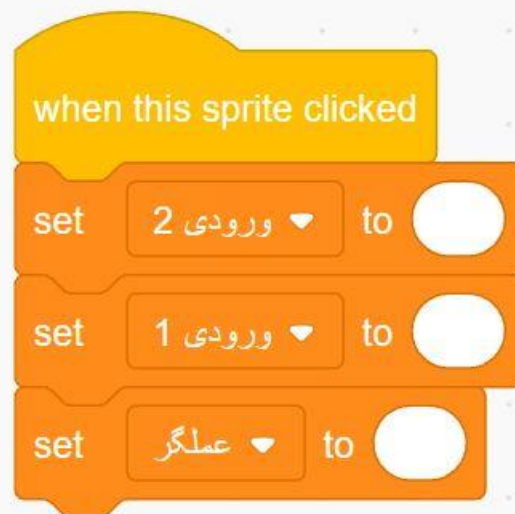 when this sprite clicked
set ورودی 2 to
set ورودی 1 to
set عملگر to